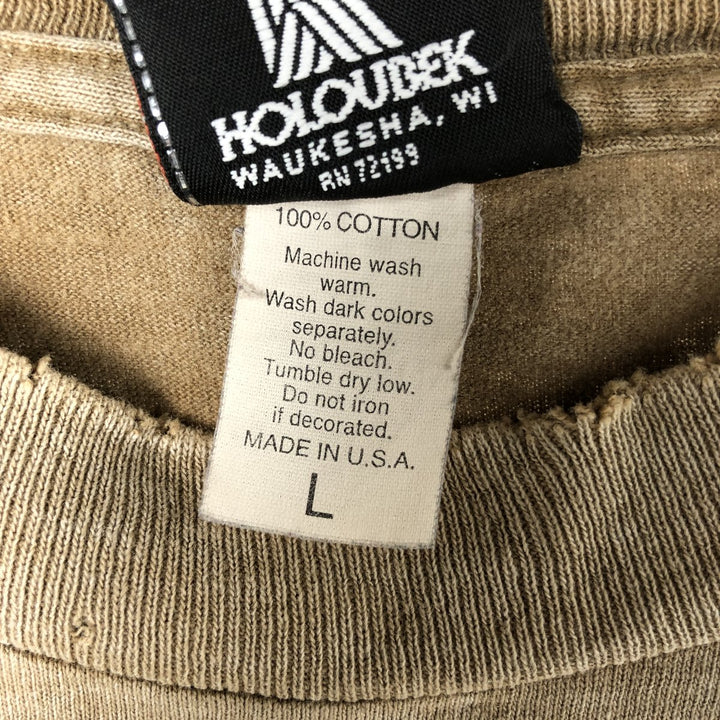 HOLOUDEK
WAUKESHA, WI
RN 72199
100% COTTON
Machine wash
warm.
Wash dark colors
separately.
No bleach.
Tumble dry low.
Do not iron
if decorated.
MADE IN U.S.A.
L